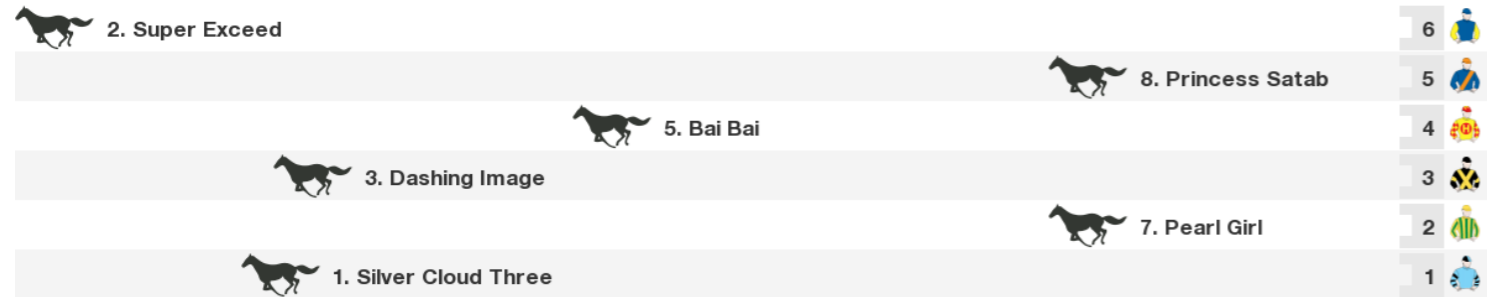 2. Super Exceed 6
8. Princess Satab 5
5. Bai Bai 4
3. Dashing Image 3
7. Pearl Girl 2
1. Silver Cloud Three 1